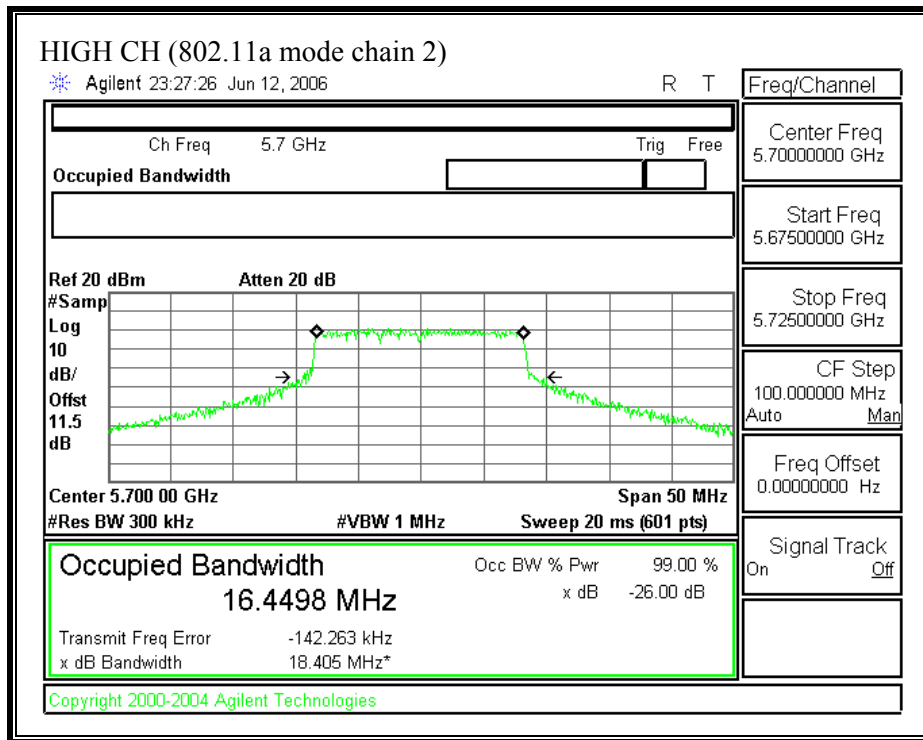 HIGH CH (802.11a mode chain 2)
Agilent 23:27:26 Jun 12, 2006 R T
Freq/Channel
Ch Freq 5.7 GHz Trig Free
Occupied Bandwidth
Center Freq
5.70000000 GHz
Start Freq
5.67500000 GHz
Stop Freq
5.72500000 GHz
CF Step
100.000000 MHz
Auto Man
Freq Offset
0.00000000 Hz
Signal Track
On Off
Ref 20 dBm Atten 20 dB
#Samp
Log
10
dB/
Offst
11.5
dB
Center 5.700 00 GHz Span 50 MHz
#Res BW 300 kHz #VBW 1 MHz Sweep 20 ms (601 pts)
Occupied Bandwidth Occ BW % Pwr 99.00 %
16.4498 MHz x dB -26.00 dB
Transmit Freq Error -142.263 kHz
x dB Bandwidth 18.405 MHz*
Copyright 2000-2004 Agilent Technologies